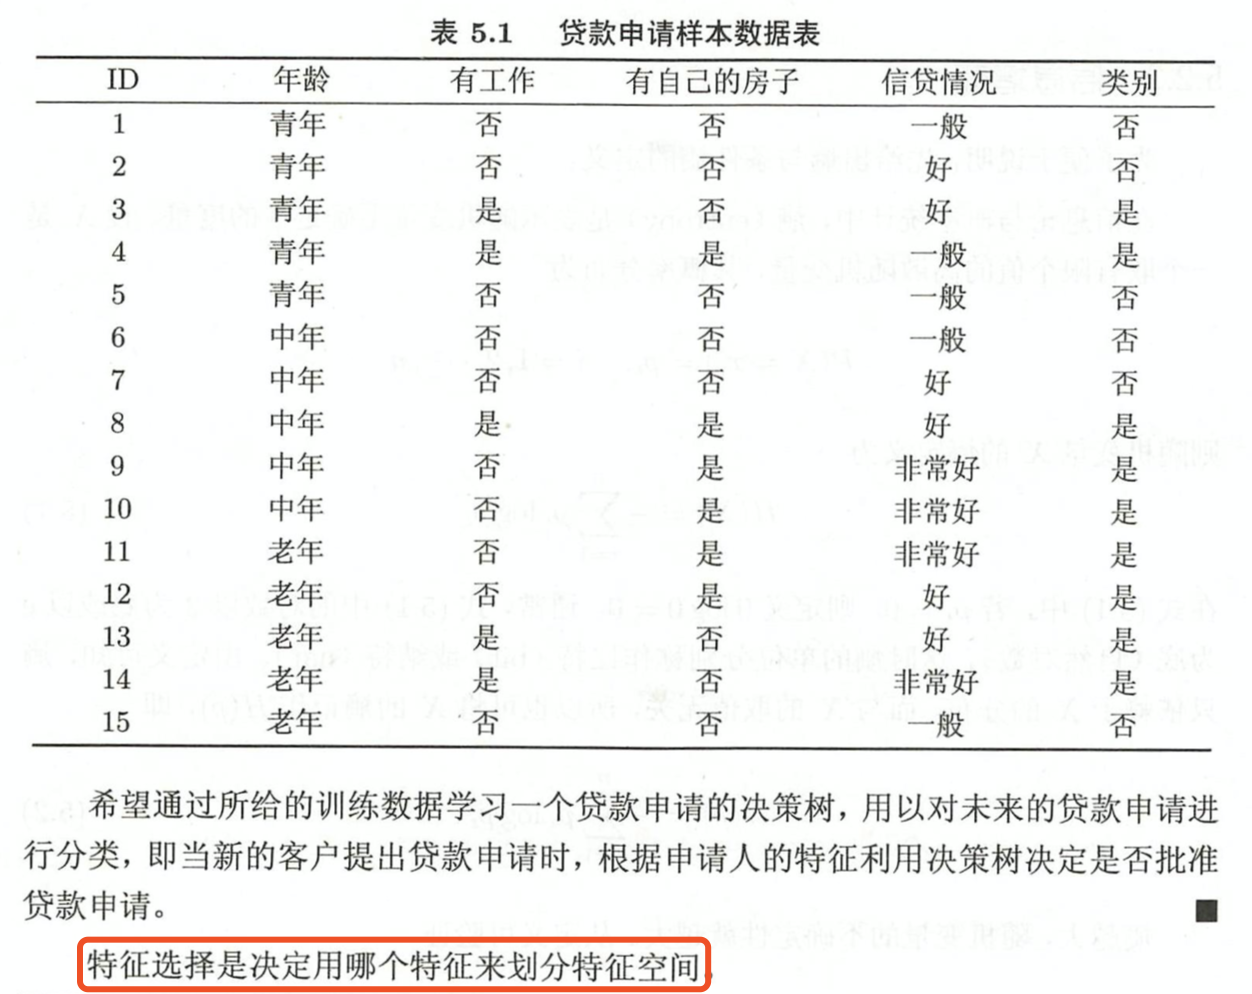 表 5.1 贷款申请样本数据表
ID 年龄 有工作 有自己的房子 信贷情况 类别
1 青年 否 否 一般 否
2 青年 否 否 好 否
3 青年 是 否 好 是
4 青年 是 是 一般 是
5 青年 否 否 一般 否
6 中年 否 否 一般 否
7 中年 否 否 好 否
8 中年 是 是 好 是
9 中年 否 是 非常好 是
10 中年 否 是 非常好 是
11 老年 否 是 非常好 是
12 老年 否 是 好 是
13 老年 是 否 好 是
14 老年 是 否 非常好 是
15 老年 否 否 一般 否
希望通过所给的训练数据学习一个贷款申请的决策树，用以对未来的贷款申请进
行分类，即当新的客户提出贷款申请时，根据申请人的特征利用决策树决定是否批准
贷款申请。
特征选择是决定用哪个特征来划分特征空间。